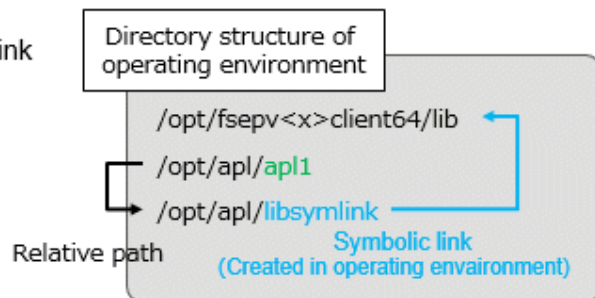 ink
Directory structure of
operating environment
/opt/fsepv<x>client64/lib
/opt/apl/apl1
/opt/apl/libsymlink
Relative path
Symbolic link
(Created in operating envaironment)